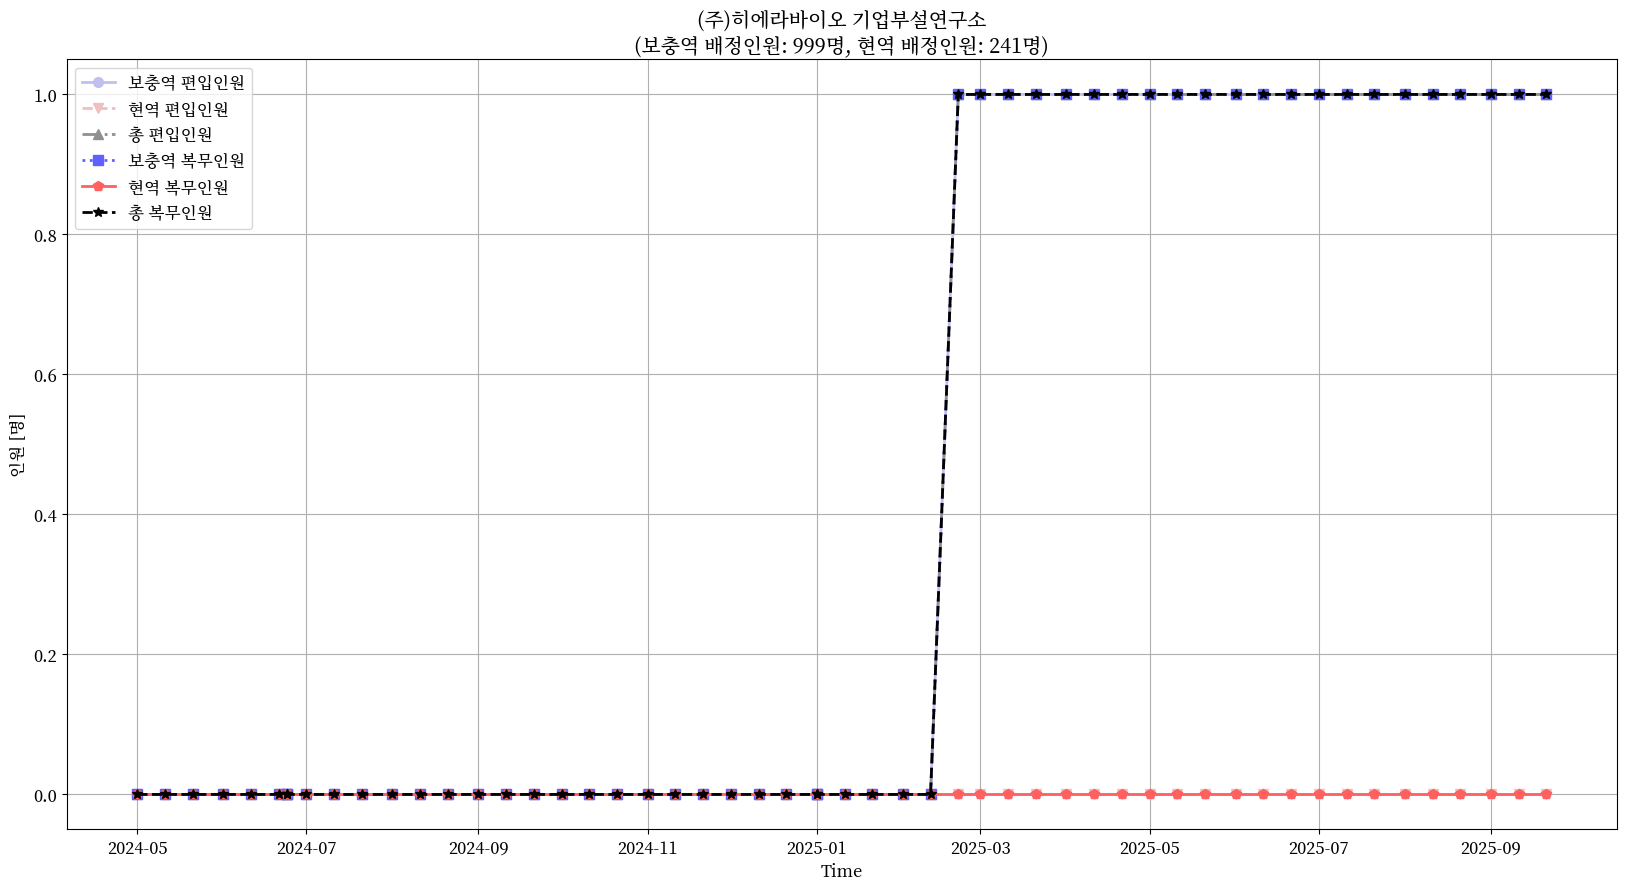 (주)히에라바이오 기업부설연구소
(보충역 배정인원: 999명, 현역 배정인원: 241명)
보충역 편입인원
현역 편입인원
총 편입인원
보충역 복무인원
현역 복무인원
총 복무인원
인원 [명]
1.0
0.8
0.6
0.4
0.2
0.0
2024-05
2024-07
2024-09
2024-11
2025-01
2025-03
2025-05
2025-07
2025-09
Time